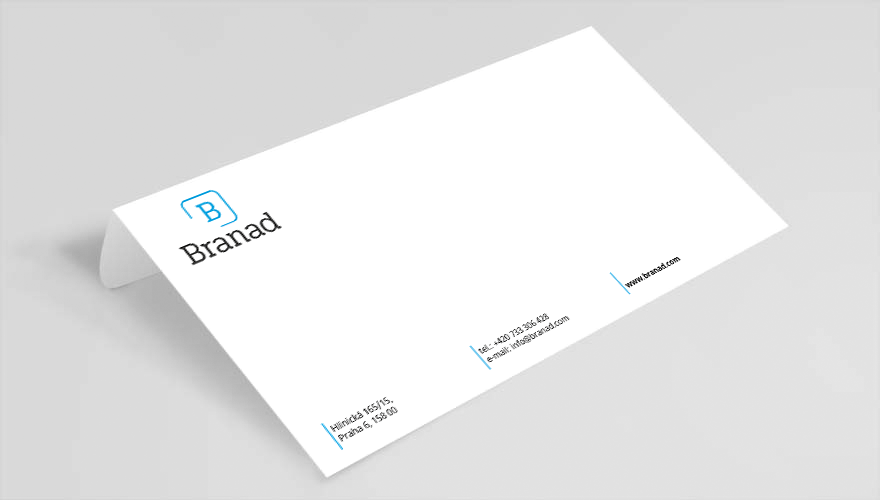 B
Branad
Hlinická 165/15,
Praha 6, 158 00
tel.: +420 733 306 428
e-mail: info@branad.com
www.branad.com